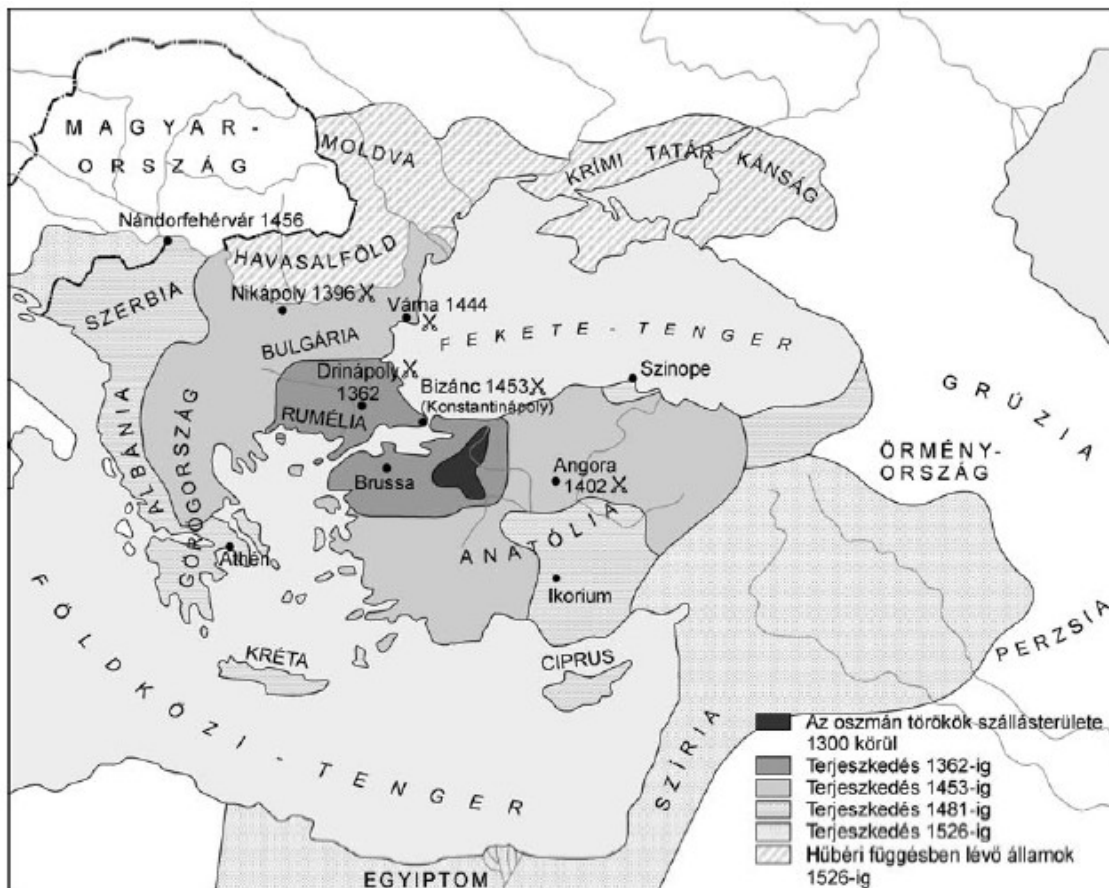 MAGYAR-
ORSZÁG
MOLDVA
KRÍMI TATÁR KÁNSÁG
Nándorfehérvár 1456
HAVASALFÖLD
SZERBIA
Nikápoly 1396
Várna 1444
FEKETE-TENGER
BULGÁRIA
Drinápoly
1362
Bizánc 1453
(Konstantinápoly)
Szinope
GRÚZIA
RUMÉLIA
ALBÁNIA
GÖRÖGORSZÁG
Brussa
Angora
1402
ÖRMÉNY-
ORSZÁG
ANATÓLIA
Athén
Ikorium
FÖLDKÖZI-TENGER
KRÉTA
CIPRUS
PERZSIA
SZÍRIA
EGYIPTOM
Az oszmán törökök szállásterülete
1300 körül
Terjeszkedés 1362-ig
Terjeszkedés 1453-ig
Terjeszkedés 1481-ig
Terjeszkedés 1526-ig
Hűbéri függésben lévő államok
1526-ig